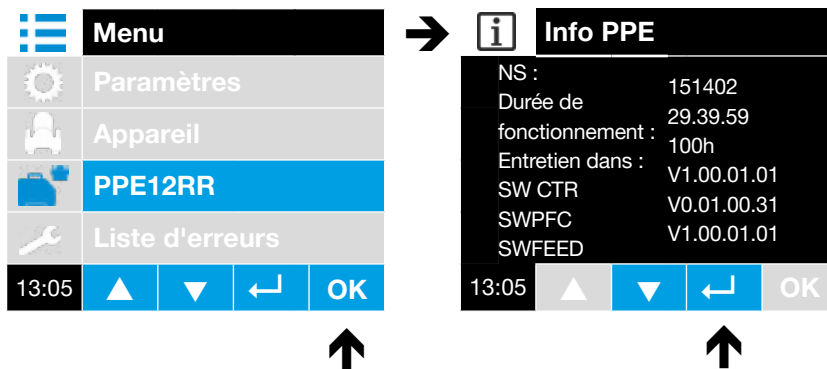 Menu
Paramètres
Appareil
PPE12RR
Liste d'erreurs
13:05
OK
Info PPE
NS :
Durée de
fonctionnement :
Entretien dans :
SW CTR
SWPFC
SWFEED
151402
29.39.59
100h
V1.00.01.01
V0.01.00.31
V1.00.01.01
13:05
OK